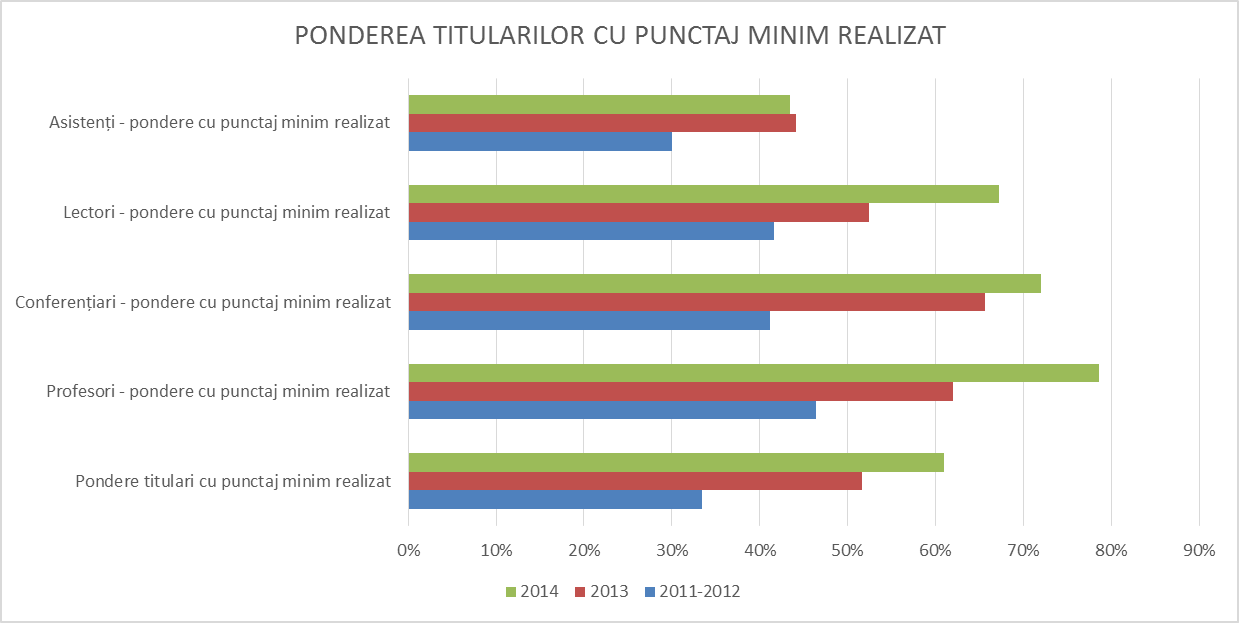 PONDEREA TITULARILOR CU PUNCTAJ MINIM REALIZAT
Asistenți - pondere cu punctaj minim realizat
Lectori - pondere cu punctaj minim realizat
Conferențiari - pondere cu punctaj minim realizat
Profesori - pondere cu punctaj minim realizat
Pondere titulari cu punctaj minim realizat
0% 10% 20% 30% 40% 50% 60% 70% 80% 90%
2014 2013 2011-2012